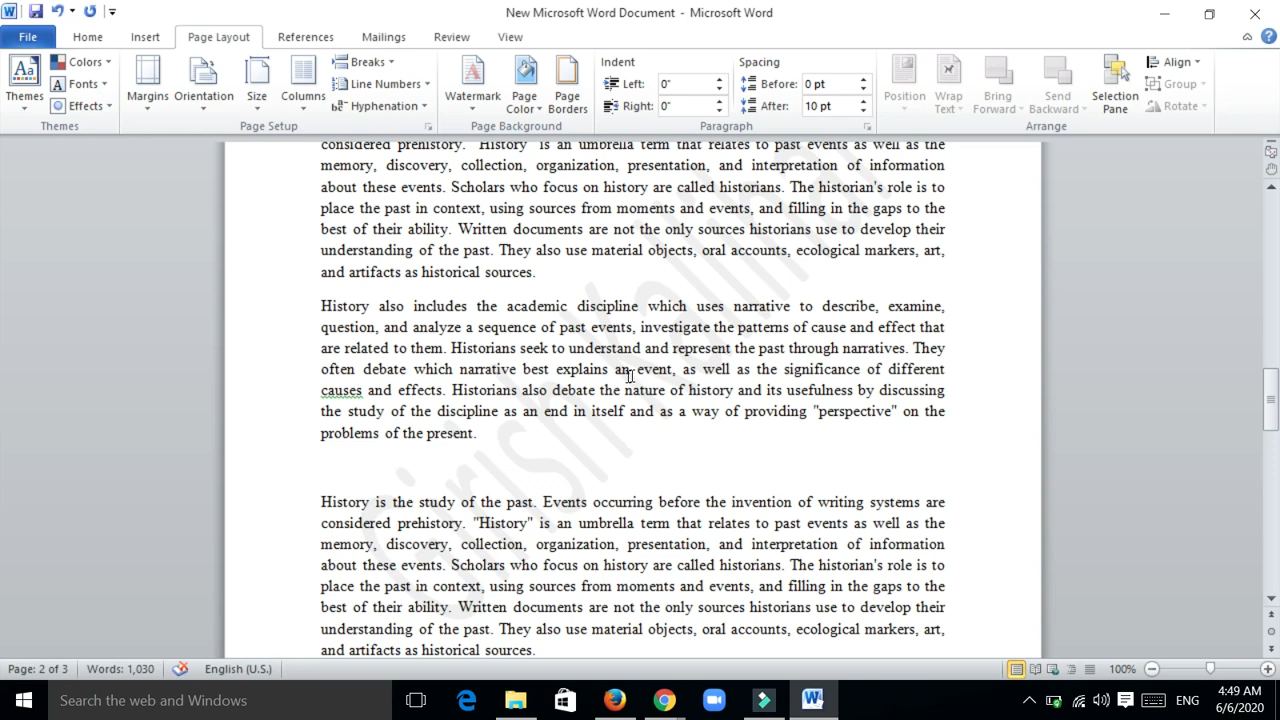 New Microsoft Word Document - Microsoft Word
File Home Insert Page Layout References Mailings Review View
Themes
Colors
Fonts
Effects
Themes
Margins
Orientation
Size
Columns
Breaks
Line Numbers
Hyphenation
Page Setup
Watermark
Page Color
Page Borders
Page Background
Indent
Left: 0"
Right: 0"
Spacing
Before: 0 pt
After: 10 pt
Paragraph
Position
Wrap Text
Bring Forward
Send Backward
Selection Pane
Align
Group
Rotate
Arrange
considered prehistory. "History" is an umbrella term that relates to past events as well as the
memory, discovery, collection, organization, presentation, and interpretation of information
about these events. Scholars who focus on history are called historians. The historian's role is to
place the past in context, using sources from moments and events, and filling in the gaps to the
best of their ability. Written documents are not the only sources historians use to develop their
understanding of the past. They also use material objects, oral accounts, ecological markers, art,
and artifacts as historical sources.
History also includes the academic discipline which uses narrative to describe, examine,
question, and analyze a sequence of past events, investigate the patterns of cause and effect that
are related to them. Historians seek to understand and represent the past through narratives. They
often debate which narrative best explains an event, as well as the significance of different
causes and effects. Historians also debate the nature of history and its usefulness by discussing
the study of the discipline as an end in itself and as a way of providing "perspective" on the
problems of the present.
History is the study of the past. Events occurring before the invention of writing systems are
considered prehistory. "History" is an umbrella term that relates to past events as well as the
memory, discovery, collection, organization, presentation, and interpretation of information
about these events. Scholars who focus on history are called historians. The historian's role is to
place the past in context, using sources from moments and events, and filling in the gaps to the
best of their ability. Written documents are not the only sources historians use to develop their
understanding of the past. They also use material objects, oral accounts, ecological markers, art,
and artifacts as historical sources.
Girish
Page: 2 of 3 Words: 1,030 English (U.S.) 100%
Search the web and Windows
ENG
4:49 AM
6/6/2020